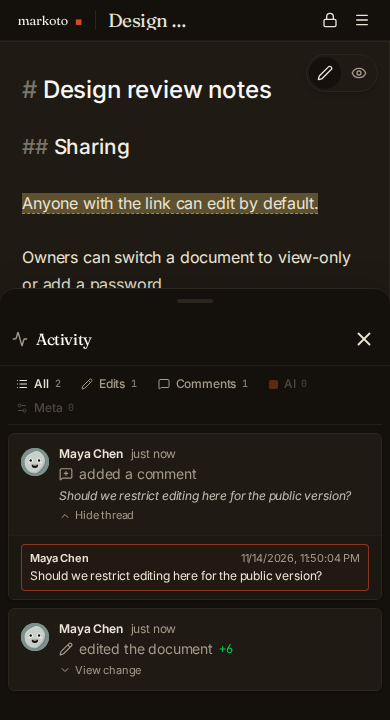 markoto
Design ...
# Design review notes
## Sharing
Anyone with the link can edit by default.
Owners can switch a document to view-only
or add a password
Activity
All 2 Edits 1 Comments 1 AI 0
Meta 0
Maya Chen just now
added a comment
Should we restrict editing here for the public version?
Hide thread
Maya Chen 11/14/2026, 11:50:04 PM
Should we restrict editing here for the public version?
Maya Chen just now
edited the document +6
View change